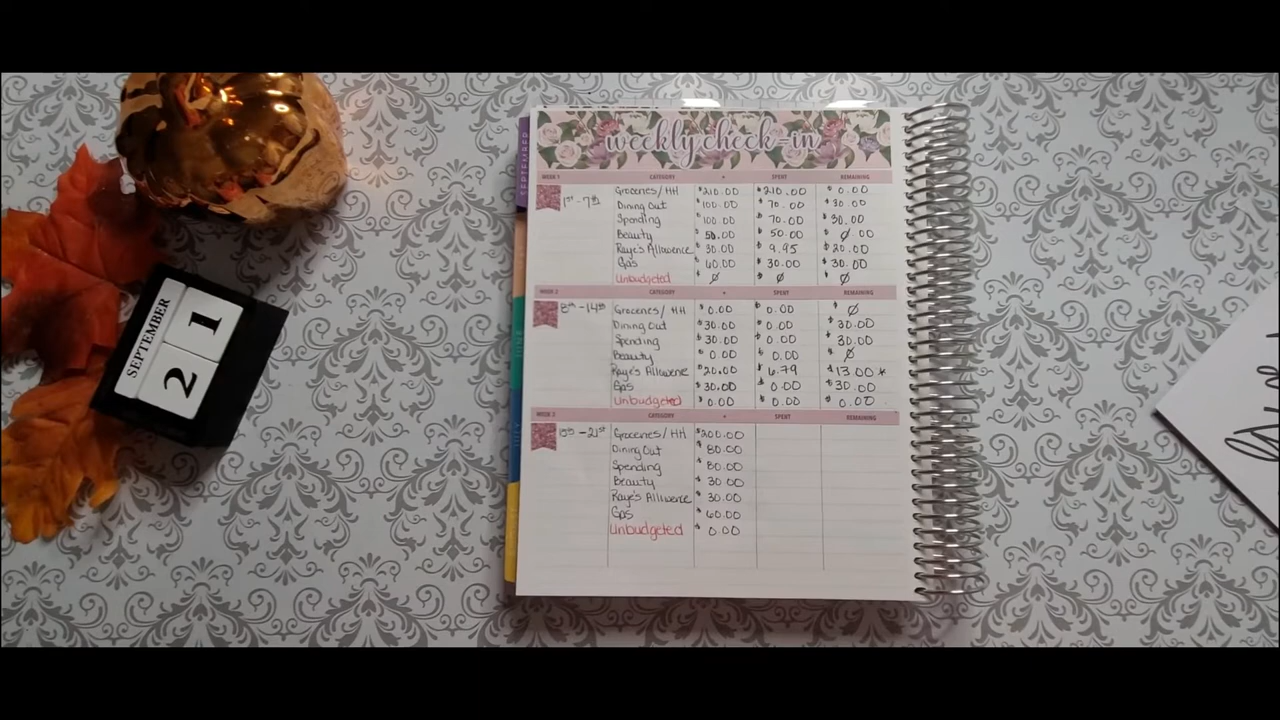 SEPTEMBER
weekly check-in
WEEK 1 CATEGORY + SPENT REMAINING
1st-7th Groceries/HH $210.00 $210.00 $0.00
Dining Out $100.00 $70.00 $30.00
Spending $100.00 $70.00 $30.00
Beauty $50.00 $50.00 $0.00
Raye's Allowence $30.00 $9.95 $20.00
Gas $60.00 $30.00 $30.00
Unbudgeted $0 $0 $0
WEEK 2 CATEGORY + SPENT REMAINING
8th-14th Groceries/HH $0.00 $0.00 $0
Dining Out $30.00 $0.00 $30.00
Spending $30.00 $0.00 $30.00
Beauty $0.00 $0.00 $0
Raye's Allowence $20.00 $6.79 $13.00*
Gas $30.00 $0.00 $30.00
Unbudgeted $0.00 $0.00 $0.00
WEEK 3 CATEGORY + SPENT REMAINING
15th-21st Groceries/HH $200.00
Dining Out $80.00
Spending $80.00
Beauty $30.00
Raye's Allowence $30.00
Gas $60.00
Unbudgeted $0.00
JUNE
JULY
SEPTEMBER
2 1